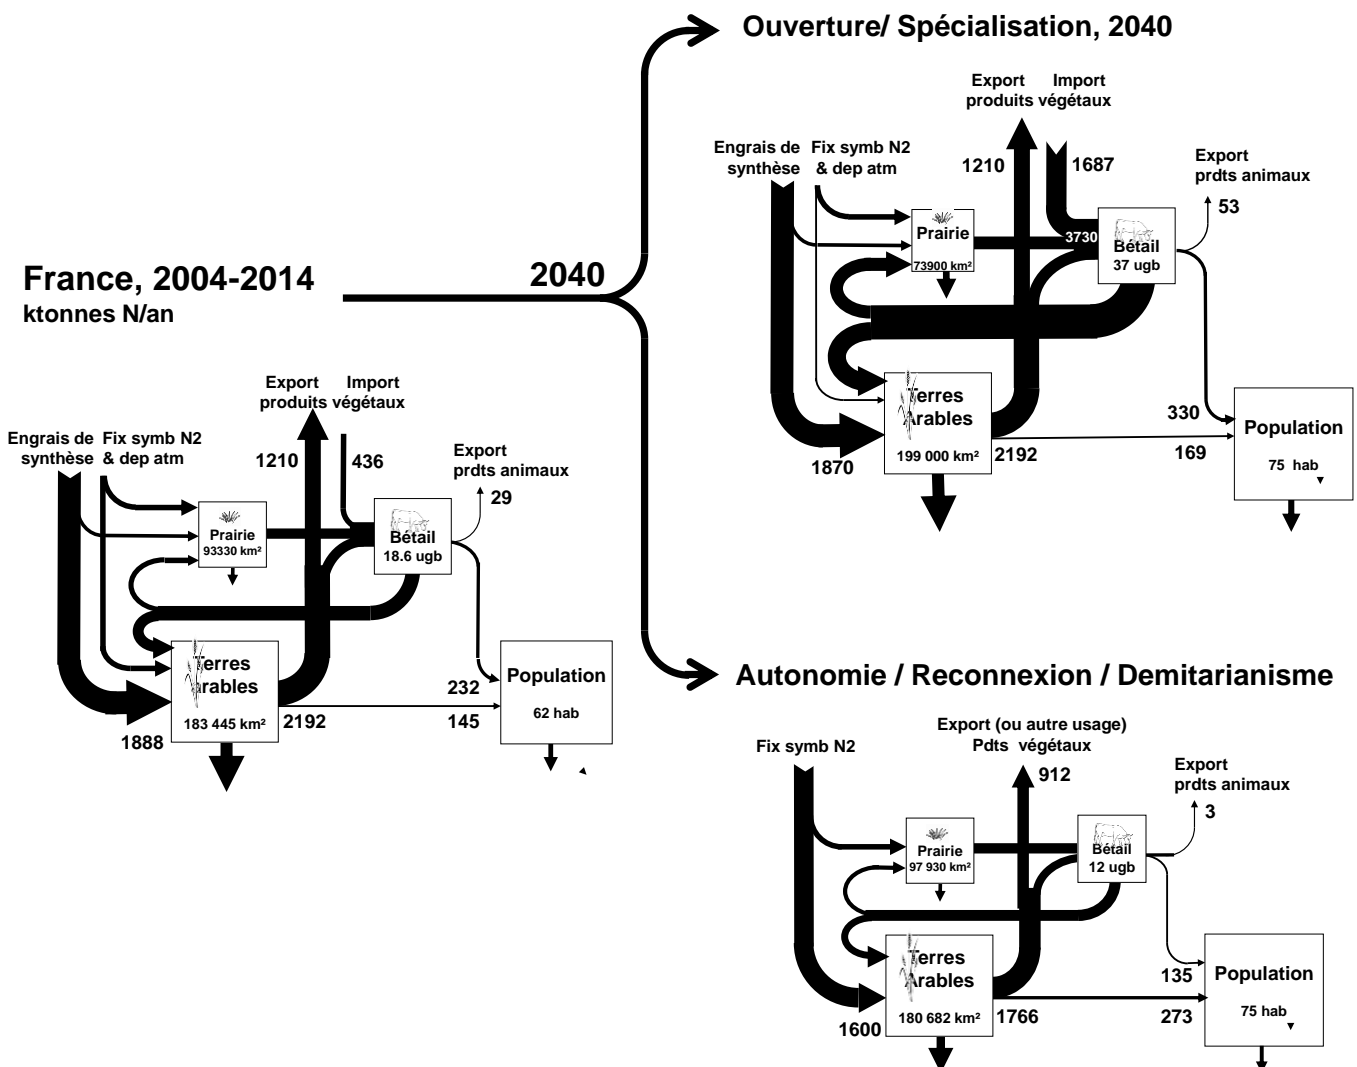 Ouverture/ Spécialisation, 2040
Export Import
produits végétaux
Engrais de Fix symb N2
synthèse & dep atm
1210
1687
Export
prdts animaux
53
Prairie
73900 km²
3730
Bétail
37 ugb
Terres
Arables
199 000 km²
1870
2192
330
169
Population
75 hab
France, 2004-2014
ktonnes N/an
2040
Export Import
produits végétaux
Engrais de Fix symb N2
synthèse & dep atm
1210
436
Export
prdts animaux
29
Prairie
93330 km²
Bétail
18.6 ugb
Terres
arables
183 445 km²
1888
2192
232
145
Population
62 hab
Autonomie / Reconnexion / Demitarianisme
Export (ou autre usage)
Pdts végétaux
Fix symb N2
912
Export
prdts animaux
3
Prairie
97 930 km²
Bétail
12 ugb
Terres
Arables
180 682 km²
1600
1766
135
273
Population
75 hab